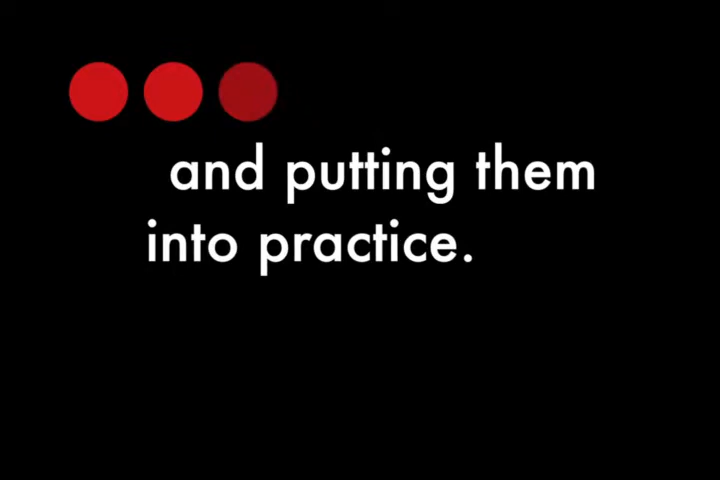 and putting them
into practice.